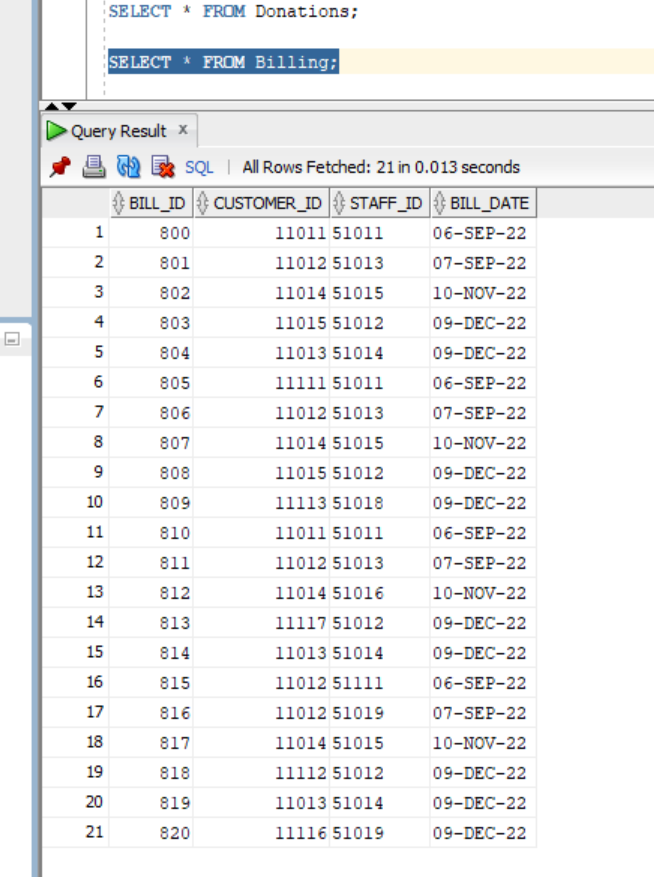 SELECT * FROM Donations;
SELECT * FROM Billing;
Query Result x
SQL | All Rows Fetched: 21 in 0.013 seconds
BILL_ID CUSTOMER_ID STAFF_ID BILL_DATE
1 800 11011 51011 06-SEP-22
2 801 11012 51013 07-SEP-22
3 802 11014 51015 10-NOV-22
4 803 11015 51012 09-DEC-22
5 804 11013 51014 09-DEC-22
6 805 11111 51011 06-SEP-22
7 806 11012 51013 07-SEP-22
8 807 11014 51015 10-NOV-22
9 808 11015 51012 09-DEC-22
10 809 11113 51018 09-DEC-22
11 810 11011 51011 06-SEP-22
12 811 11012 51013 07-SEP-22
13 812 11014 51016 10-NOV-22
14 813 11117 51012 09-DEC-22
15 814 11013 51014 09-DEC-22
16 815 11012 51111 06-SEP-22
17 816 11012 51019 07-SEP-22
18 817 11014 51015 10-NOV-22
19 818 11112 51012 09-DEC-22
20 819 11013 51014 09-DEC-22
21 820 11116 51019 09-DEC-22